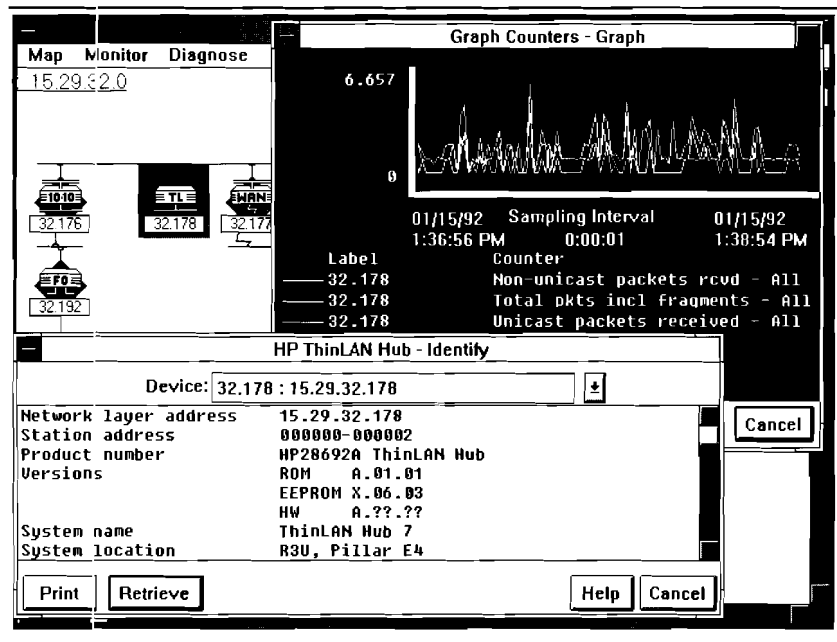 Map Monitor Diagnose
15.29.32.0
10-10
32.176
TL
32.178
WAN
32.177
FO
32.192
Graph Counters - Graph
6.657
0
01/15/92 Sampling Interval 01/15/92
1:36:56 PM 0:00:01 1:38:54 PM
Label Counter
32.178 Non-unicast packets rcvd - All
32.178 Total pkts incl fragments - All
32.178 Unicast packets received - All
Cancel
HP ThinLAN Hub - Identify
Device: 32.178 : 15.29.32.178
Network layer address 15.29.32.178
Station address 000000-000002
Product number HP28692A ThinLAN Hub
Versions ROM A.01.01
EEPROM X.06.03
HW A.??.??
System name ThinLAN Hub 7
System location R3U, Pillar E4
Print Retrieve Help Cancel